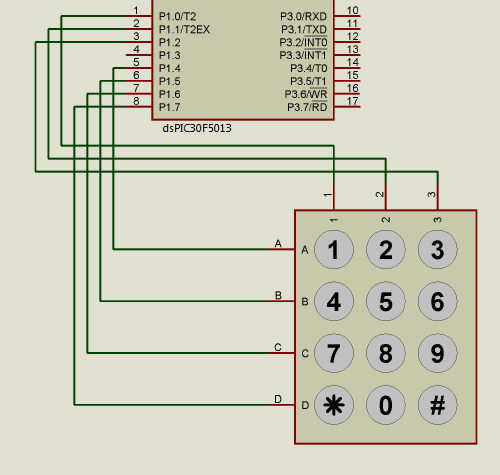 1 P1.0/T2 P3.0/RXD 10
2 P1.1/T2EX P3.1/TXD 11
3 P1.2 P3.2/INT0 12
4 P1.3 P3.3/INT1 13
5 P1.4 P3.4/T0 14
6 P1.5 P3.5/T1 15
7 P1.6 P3.6/WR 16
8 P1.7 P3.7/RD 17
dsPIC30F5013
1 2 3
1 2 3
A A 1 2 3
B B 4 5 6
C C 7 8 9
D D * 0 #